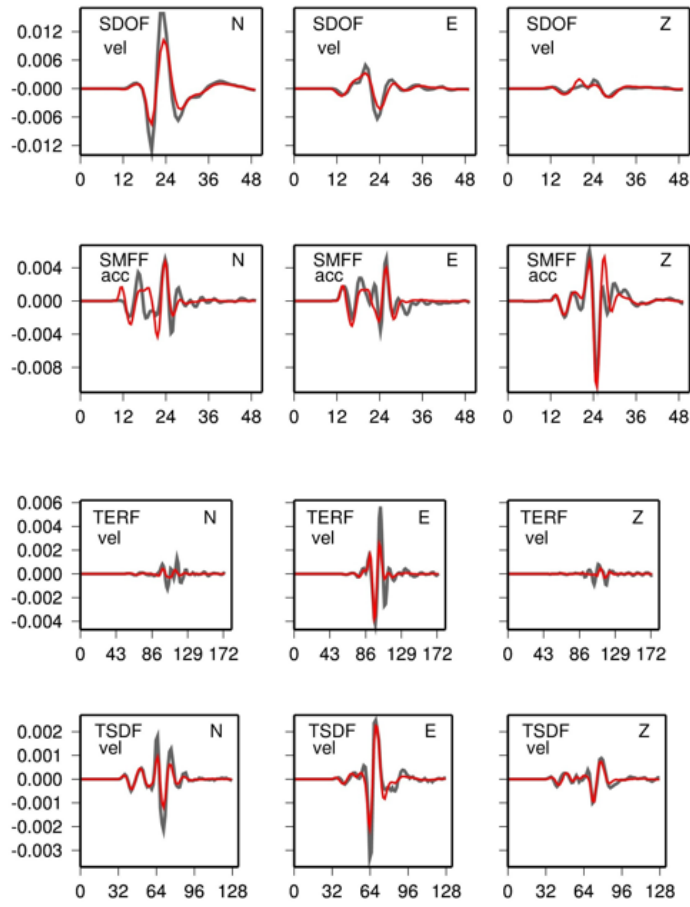 0.012
0.006
-0.000
-0.006
-0.012
SDOF N
vel
SDOF E
vel
SDOF Z
vel
0 12 24 36 48
0 12 24 36 48
0 12 24 36 48
0.004
0.000
-0.004
-0.008
SMFF N
acc
SMFF E
acc
SMFF Z
acc
0 12 24 36 48
0 12 24 36 48
0 12 24 36 48
0.006
0.004
0.002
0.000
-0.002
-0.004
TERF N
vel
TERF E
vel
TERF Z
vel
0 43 86 129 172
0 43 86 129 172
0 43 86 129 172
0.002
0.001
0.000
-0.001
-0.002
-0.003
TSDF N
vel
TSDF E
vel
TSDF Z
vel
0 32 64 96 128
0 32 64 96 128
0 32 64 96 128